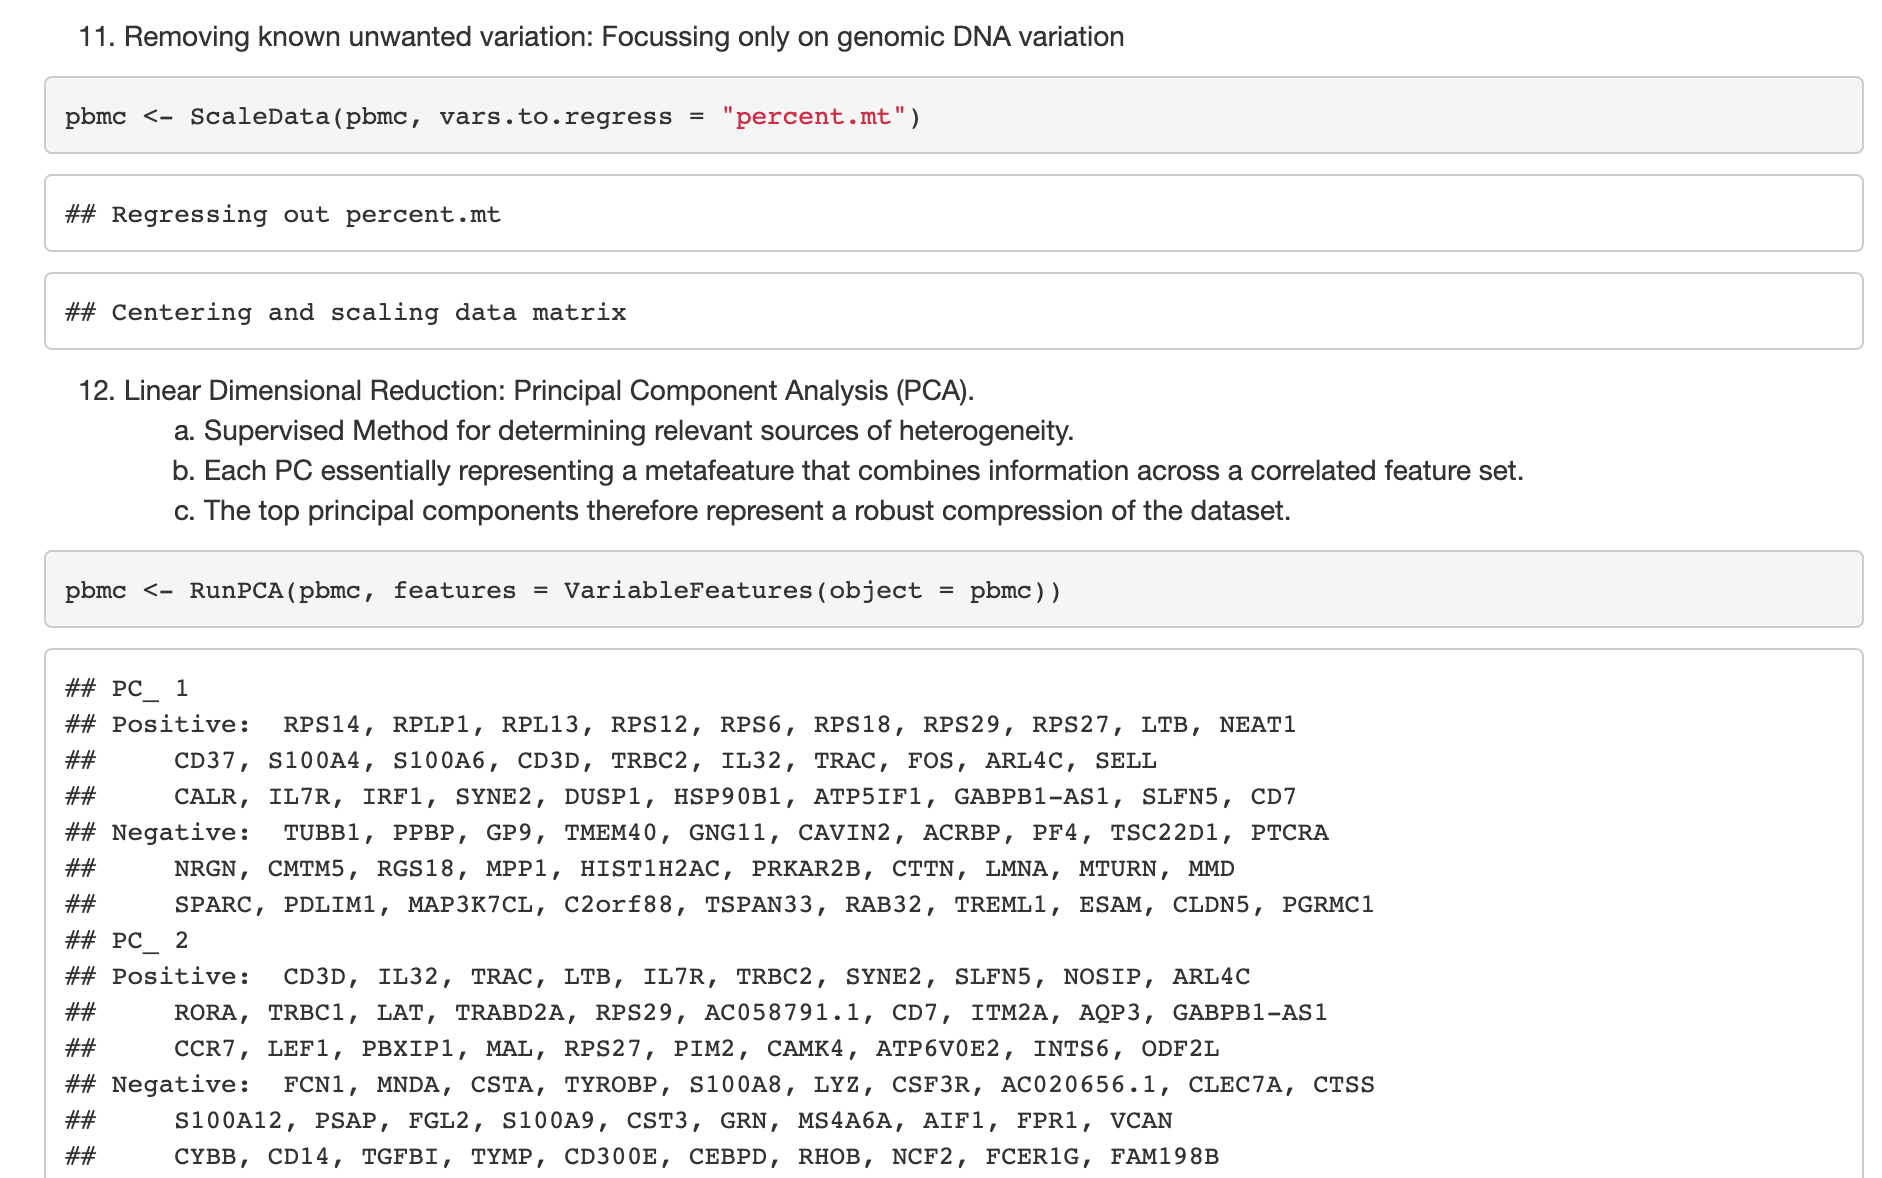 11. Removing known unwanted variation: Focussing only on genomic DNA variation
pbmc <- ScaleData(pbmc, vars.to.regress = "percent.mt")
## Regressing out percent.mt
## Centering and scaling data matrix
12. Linear Dimensional Reduction: Principal Component Analysis (PCA).
a. Supervised Method for determining relevant sources of heterogeneity.
b. Each PC essentially representing a metafeature that combines information across a correlated feature set.
c. The top principal components therefore represent a robust compression of the dataset.
pbmc <- RunPCA(pbmc, features = VariableFeatures(object = pbmc))
## PC_ 1
## Positive:  RPS14, RPLP1, RPL13, RPS12, RPS6, RPS18, RPS29, RPS27, LTB, NEAT1
##     CD37, S100A4, S100A6, CD3D, TRBC2, IL32, TRAC, FOS, ARL4C, SELL
##     CALR, IL7R, IRF1, SYNE2, DUSP1, HSP90B1, ATP5IF1, GABPB1-AS1, SLFN5, CD7
## Negative:  TUBB1, PPBP, GP9, TMEM40, GNG11, CAVIN2, ACRBP, PF4, TSC22D1, PTCRA
##     NRGN, CMTM5, RGS18, MPP1, HIST1H2AC, PRKAR2B, CTTN, LMNA, MTURN, MMD
##     SPARC, PDLIM1, MAP3K7CL, C2orf88, TSPAN33, RAB32, TREML1, ESAM, CLDN5, PGRMC1
## PC_ 2
## Positive:  CD3D, IL32, TRAC, LTB, IL7R, TRBC2, SYNE2, SLFN5, NOSIP, ARL4C
##     RORA, TRBC1, LAT, TRABD2A, RPS29, AC058791.1, CD7, ITM2A, AQP3, GABPB1-AS1
##     CCR7, LEF1, PBXIP1, MAL, RPS27, PIM2, CAMK4, ATP6V0E2, INTS6, ODF2L
## Negative:  FCN1, MNDA, CSTA, TYROBP, S100A8, LYZ, CSF3R, AC020656.1, CLEC7A, CTSS
##     S100A12, PSAP, FGL2, S100A9, CST3, GRN, MS4A6A, AIF1, FPR1, VCAN
##     CYBB, CD14, TGFBI, TYMP, CD300E, CEBPD, RHOB, NCF2, FCER1G, FAM198B